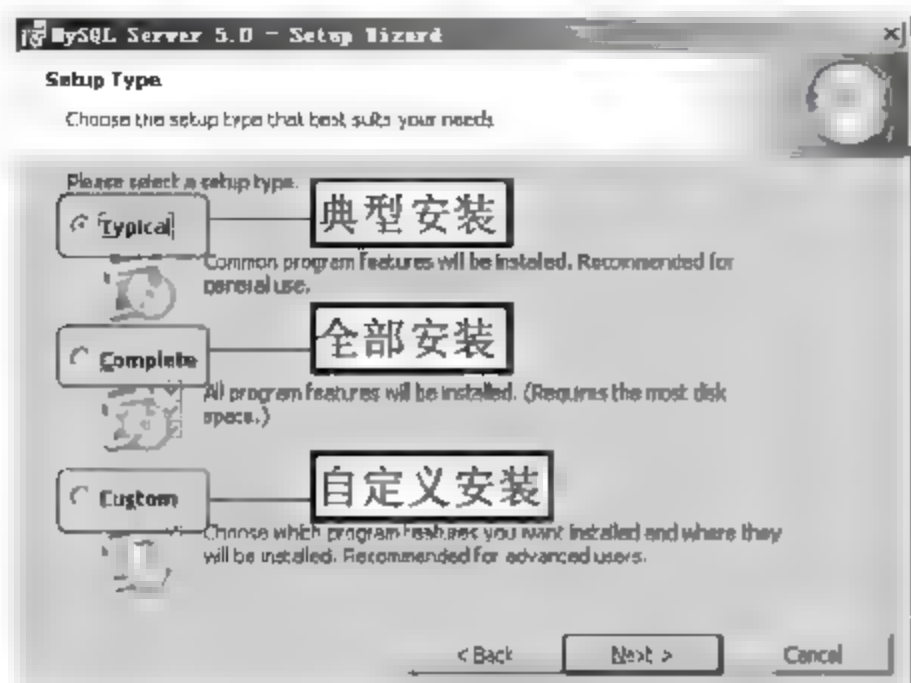 MySQL Server 5.0 - Setup Wizard
Setup Type
Choose the setup type that best suits your needs.
Please select a setup type.
Typical
典型安装
Common program features will be installed. Recommended for
general use.
Complete
全部安装
All program features will be installed. (Requires the most disk
space.)
Custom
自定义安装
Choose which program features you want installed and where they
will be installed. Recommended for advanced users.
< Back
Next >
Cancel